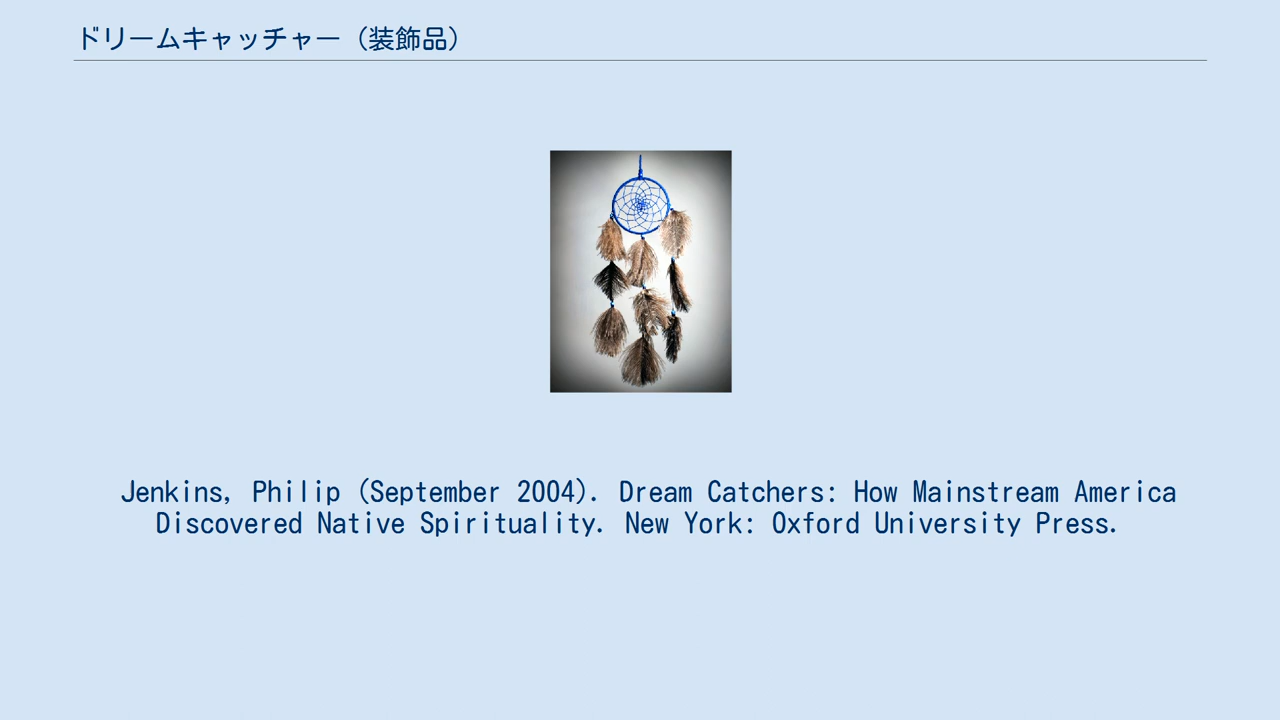 ドリームキャッチャー（装飾品）
Jenkins, Philip (September 2004). Dream Catchers: How Mainstream America
Discovered Native Spirituality. New York: Oxford University Press.